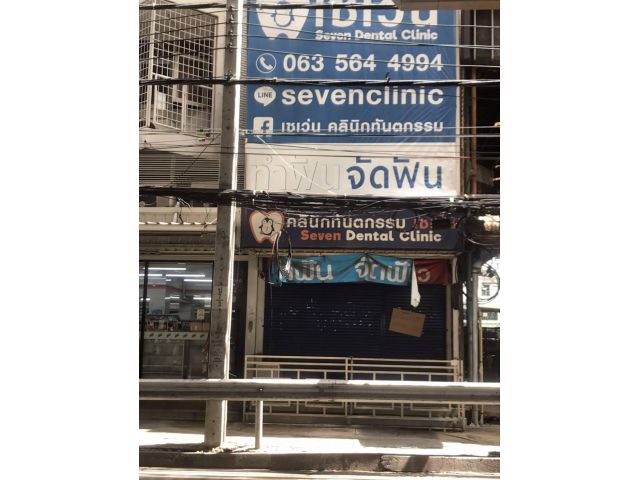 เซเว่น
Seven Dental Clinic
063 564 4994
LINE sevenclinic
f เซเว่น คลินิกทันตกรรม
ทำฟัน จัดฟัน
คลินิกทันตกรรม
Seven Dental Clinic
ฟัน จัดฟัน